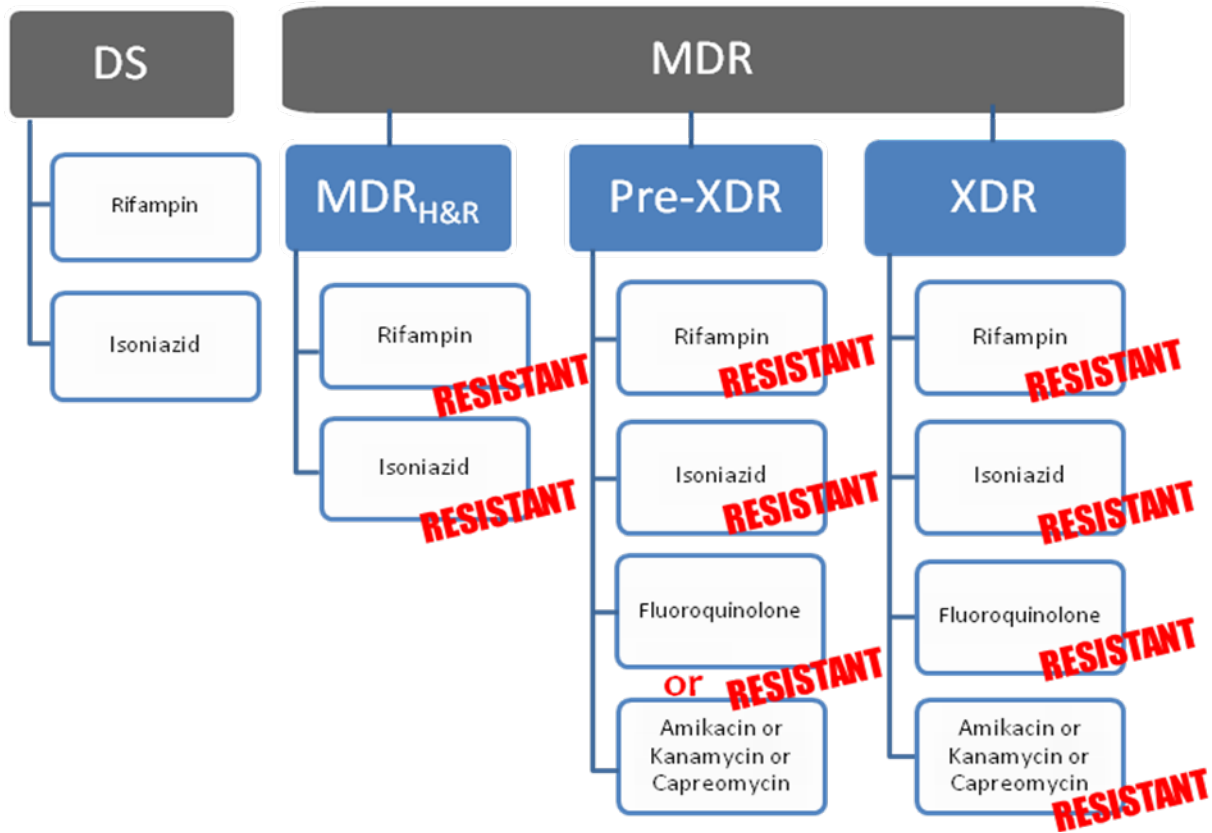 DS
Rifampin
Isoniazid
MDR
MDRH&R
Rifampin
RESISTANT
Isoniazid
RESISTANT
Pre-XDR
Rifampin
RESISTANT
Isoniazid
RESISTANT
Fluoroquinolone
or RESISTANT
Amikacin or
Kanamycin or
Capreomycin
XDR
Rifampin
RESISTANT
Isoniazid
RESISTANT
Fluoroquinolone
RESISTANT
Amikacin or
Kanamycin or
Capreomycin
RESISTANT